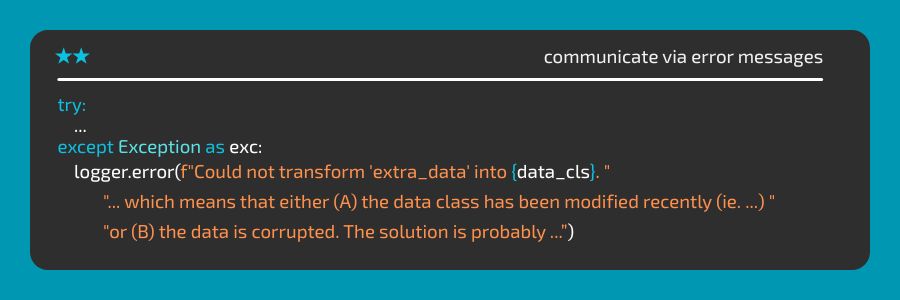 ★★
communicate via error messages
try:
...
except Exception as exc:
logger.error(f"Could not transform 'extra_data' into {data_cls}. "
"... which means that either (A) the data class has been modified recently (ie. ...) "
"or (B) the data is corrupted. The solution is probably ...")